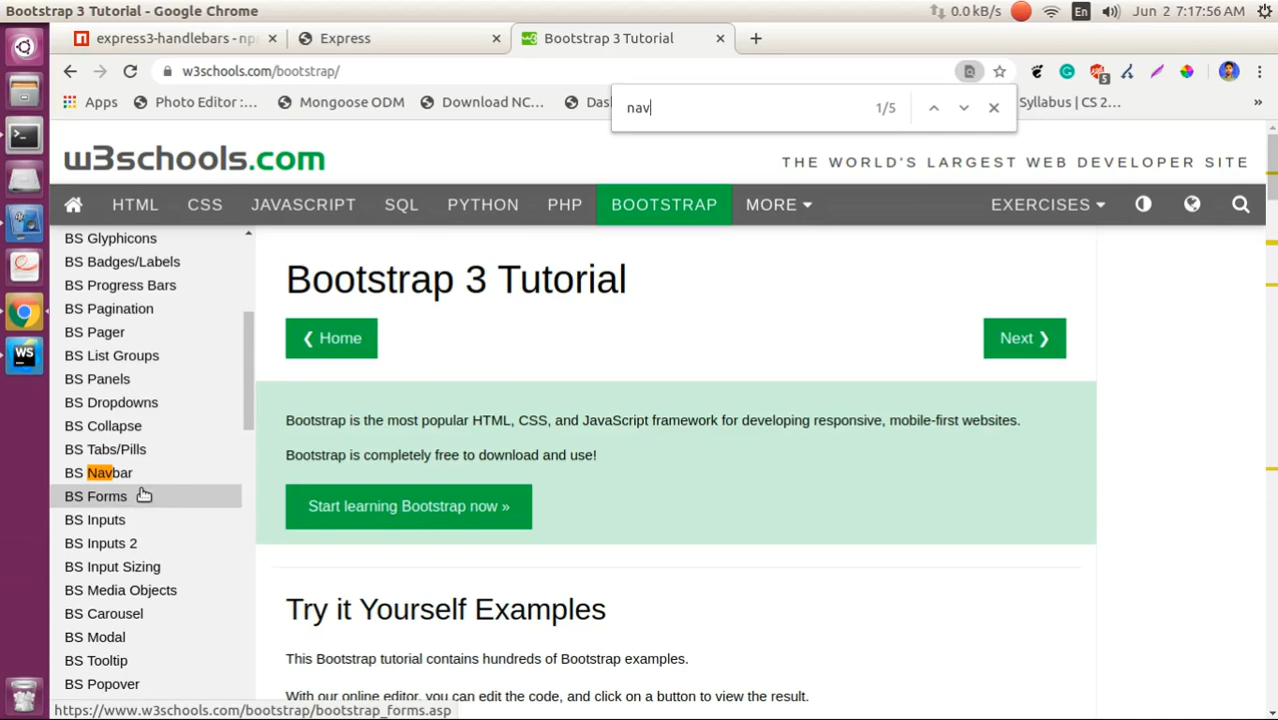 Bootstrap 3 Tutorial - Google Chrome
0.0 kB/s En Jun 2 7:17:56 AM
express3-handlebars - np
Express
Bootstrap 3 Tutorial
w3schools.com/bootstrap/
5
Apps
Photo Editor :...
Mongoose ODM
Download NC...
Das
Syllabus | CS 2...
»
nav
1/5
w3schools.com
THE WORLD'S LARGEST WEB DEVELOPER SITE
HTML CSS JAVASCRIPT SQL PYTHON PHP BOOTSTRAP MORE EXERCISES
BS Glyphicons
BS Badges/Labels
BS Progress Bars
BS Pagination
BS Pager
BS List Groups
BS Panels
BS Dropdowns
BS Collapse
BS Tabs/Pills
BS Navbar
BS Forms
BS Inputs
BS Inputs 2
BS Input Sizing
BS Media Objects
BS Carousel
BS Modal
BS Tooltip
BS Popover
Bootstrap 3 Tutorial
❮ Home
Next ❯
Bootstrap is the most popular HTML, CSS, and JavaScript framework for developing responsive, mobile-first websites.
Bootstrap is completely free to download and use!
Start learning Bootstrap now »
Try it Yourself Examples
This Bootstrap tutorial contains hundreds of Bootstrap examples.
With our online editor, you can edit the code, and click on a button to view the result.
https://www.w3schools.com/bootstrap/bootstrap_forms.asp
WS